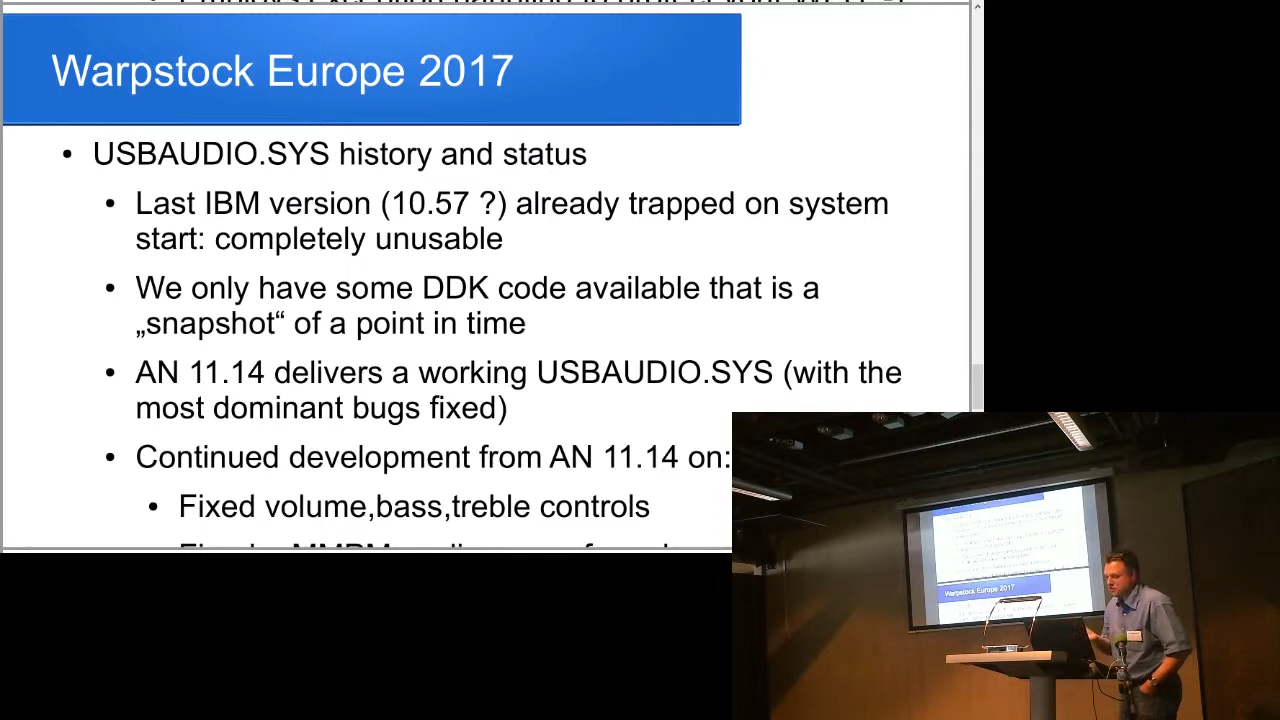 Warpstock Europe 2017
• USBAUDIO.SYS history and status
• Last IBM version (10.57 ?) already trapped on system
start: completely unusable
• We only have some DDK code available that is a
„snapshot“ of a point in time
• AN 11.14 delivers a working USBAUDIO.SYS (with the
most dominant bugs fixed)
• Continued development from AN 11.14 on:
• Fixed volume,bass,treble controls
Warpstock Europe 2017